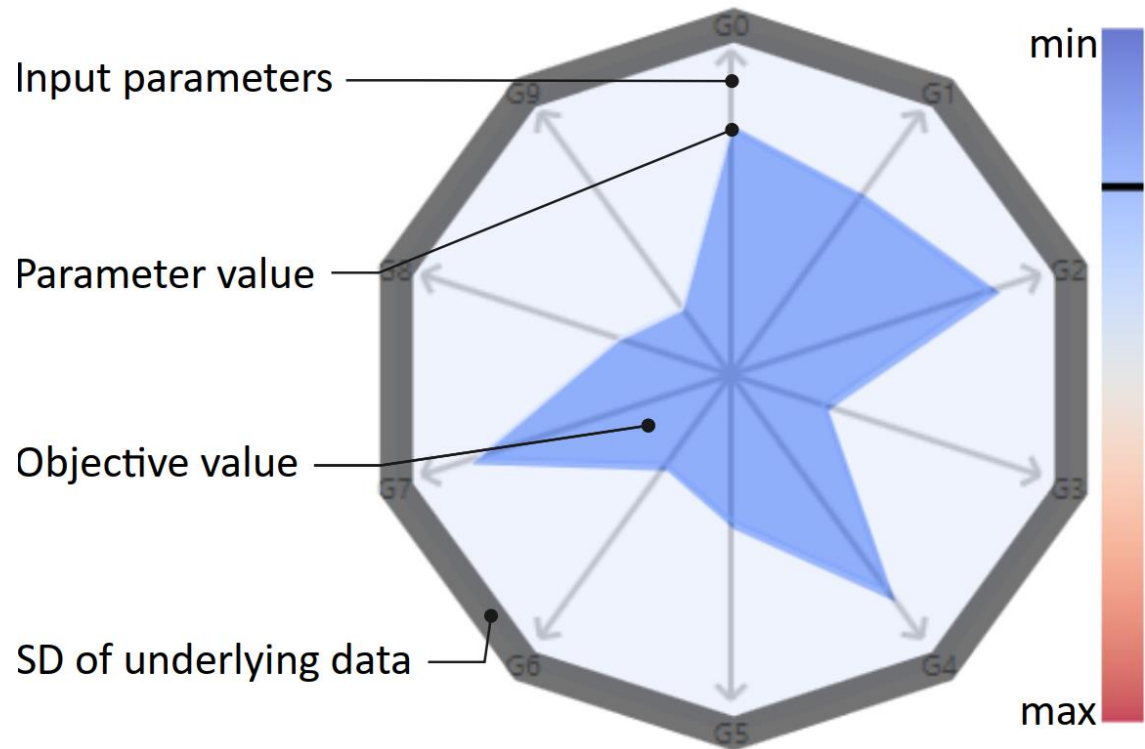 G0
min
Input parameters
G9
G1
Parameter value
G8
G2
Objective value
G7
G3
SD of underlying data
G6
G4
max
G5